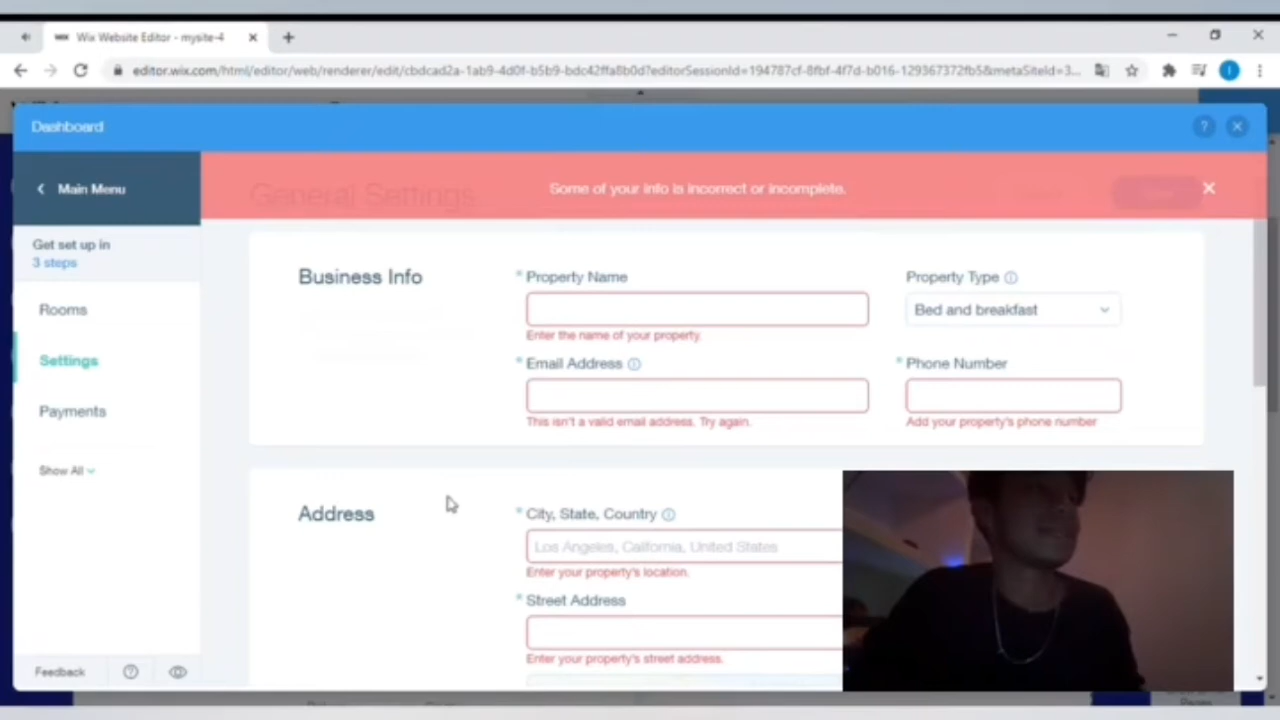 Wix Website Editor - mysite-4
editor.wix.com/html/editor/web/renderer/edit/cbdcad2a-1ab9-4d0f-b5b9-bdc42ffa8b0d?editorSessionId=194787cf-8fbf-4f7d-b016-129367372fb5&metaSiteId=3...
Dashboard
Main Menu
General Settings
Some of your info is incorrect or incomplete.
Get set up in
3 steps
Rooms
Settings
Payments
Show All
Feedback
Business Info
* Property Name
Property Type
Bed and breakfast
Enter the name of your property.
* Email Address
* Phone Number
This isn't a valid email address. Try again.
Add your property's phone number
Address
* City, State, Country
Los Angeles, California, United States
Enter your property's location.
* Street Address
Enter your property's street address.